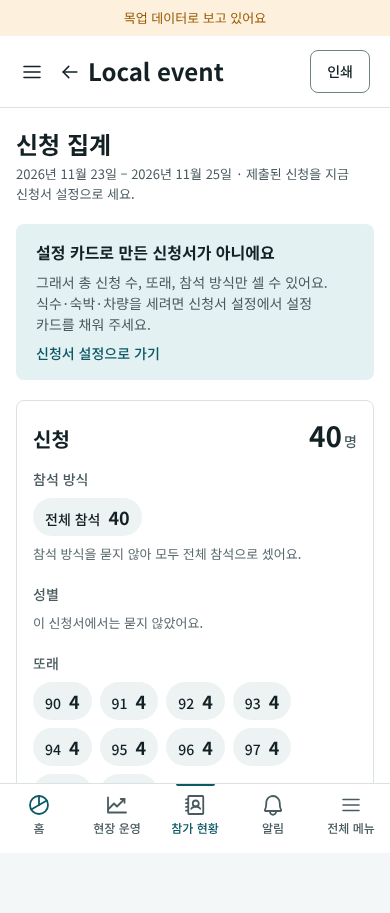 목업 데이터로 보고 있어요
Local event
인쇄
신청 집계
2026년 11월 23일 – 2026년 11월 25일 · 제출된 신청을 지금
신청서 설정으로 세요.
설정 카드로 만든 신청서가 아니에요
그래서 총 신청 수, 또래, 참석 방식만 셀 수 있어요.
식수·숙박·차량을 세려면 신청서 설정에서 설정
카드를 채워 주세요.
신청서 설정으로 가기
신청 40명
참석 방식
전체 참석 40
참석 방식을 묻지 않아 모두 전체 참석으로 셌어요.
성별
이 신청서에서는 묻지 않았어요.
또래
90 4 91 4 92 4 93 4
94 4 95 4 96 4 97 4
홈 현장 운영 참가 현황 알림 전체 메뉴